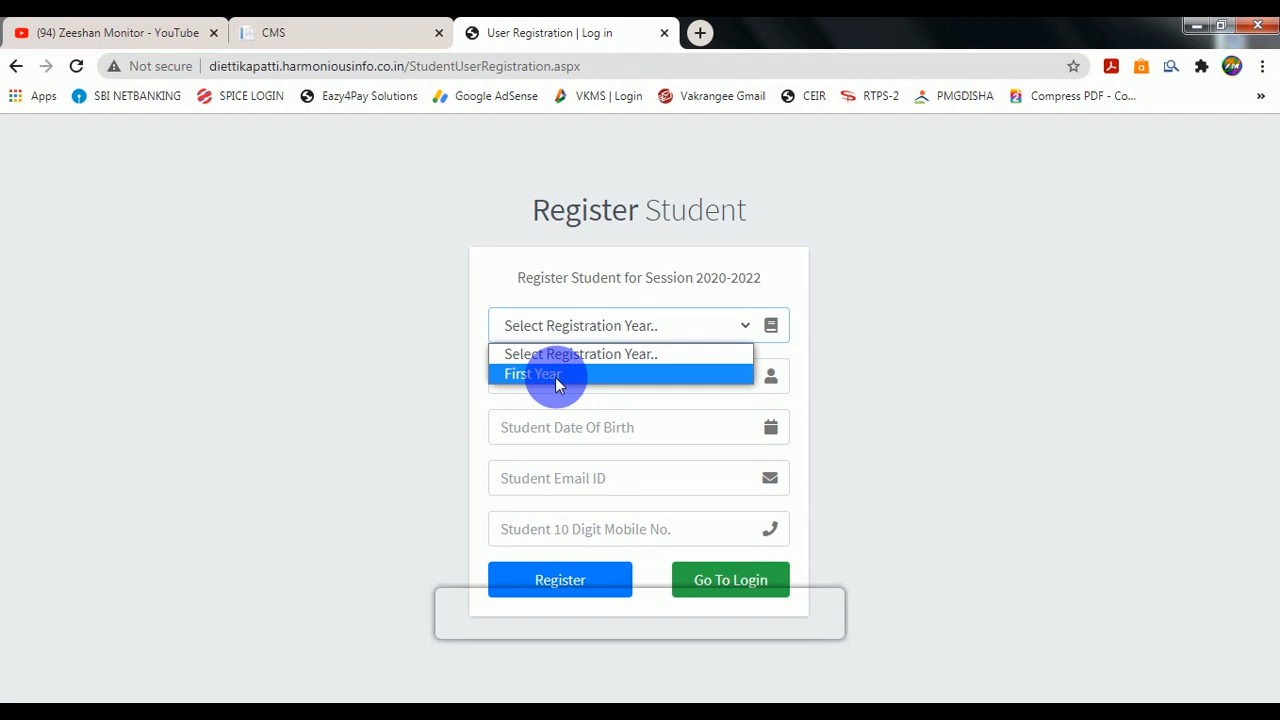 (94) Zeeshan Monitor - YouTube
CMS
User Registration | Log in
Not secure
diettikapatti.harmoniousinfo.co.in/StudentUserRegistration.aspx
Apps
SBI NETBANKING
SPICE LOGIN
Eazy4Pay Solutions
Google AdSense
VKMS | Login
Vakrangee Gmail
CEIR
RTPS-2
PMGDISHA
Compress PDF - Co...
Register Student
Register Student for Session 2020-2022
Select Registration Year..
Select Registration Year..
First Year
Student Date Of Birth
Student Email ID
Student 10 Digit Mobile No.
Register
Go To Login